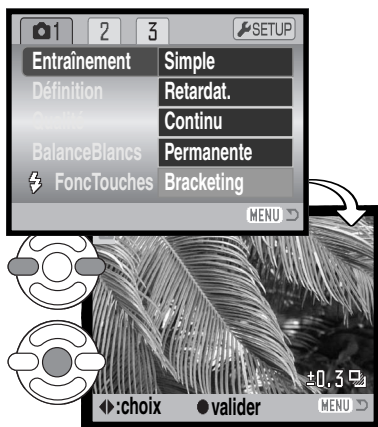 1 2 3 SETUP
Entraînement Simple
Définition Retardat.
Qualité Continu
BalanceBlancs Permanente
FoncTouches Bracketing
MENU
±0.3
:choix valider MENU